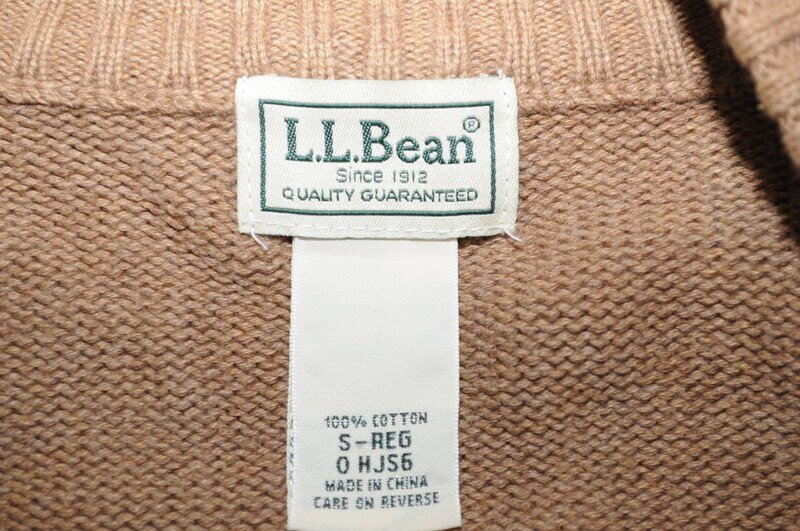 L.L.Bean®
Since 1912
QUALITY GUARANTEED
100% COTTON
S-REG
0 HJS6
MADE IN CHINA
CARE ON REVERSE